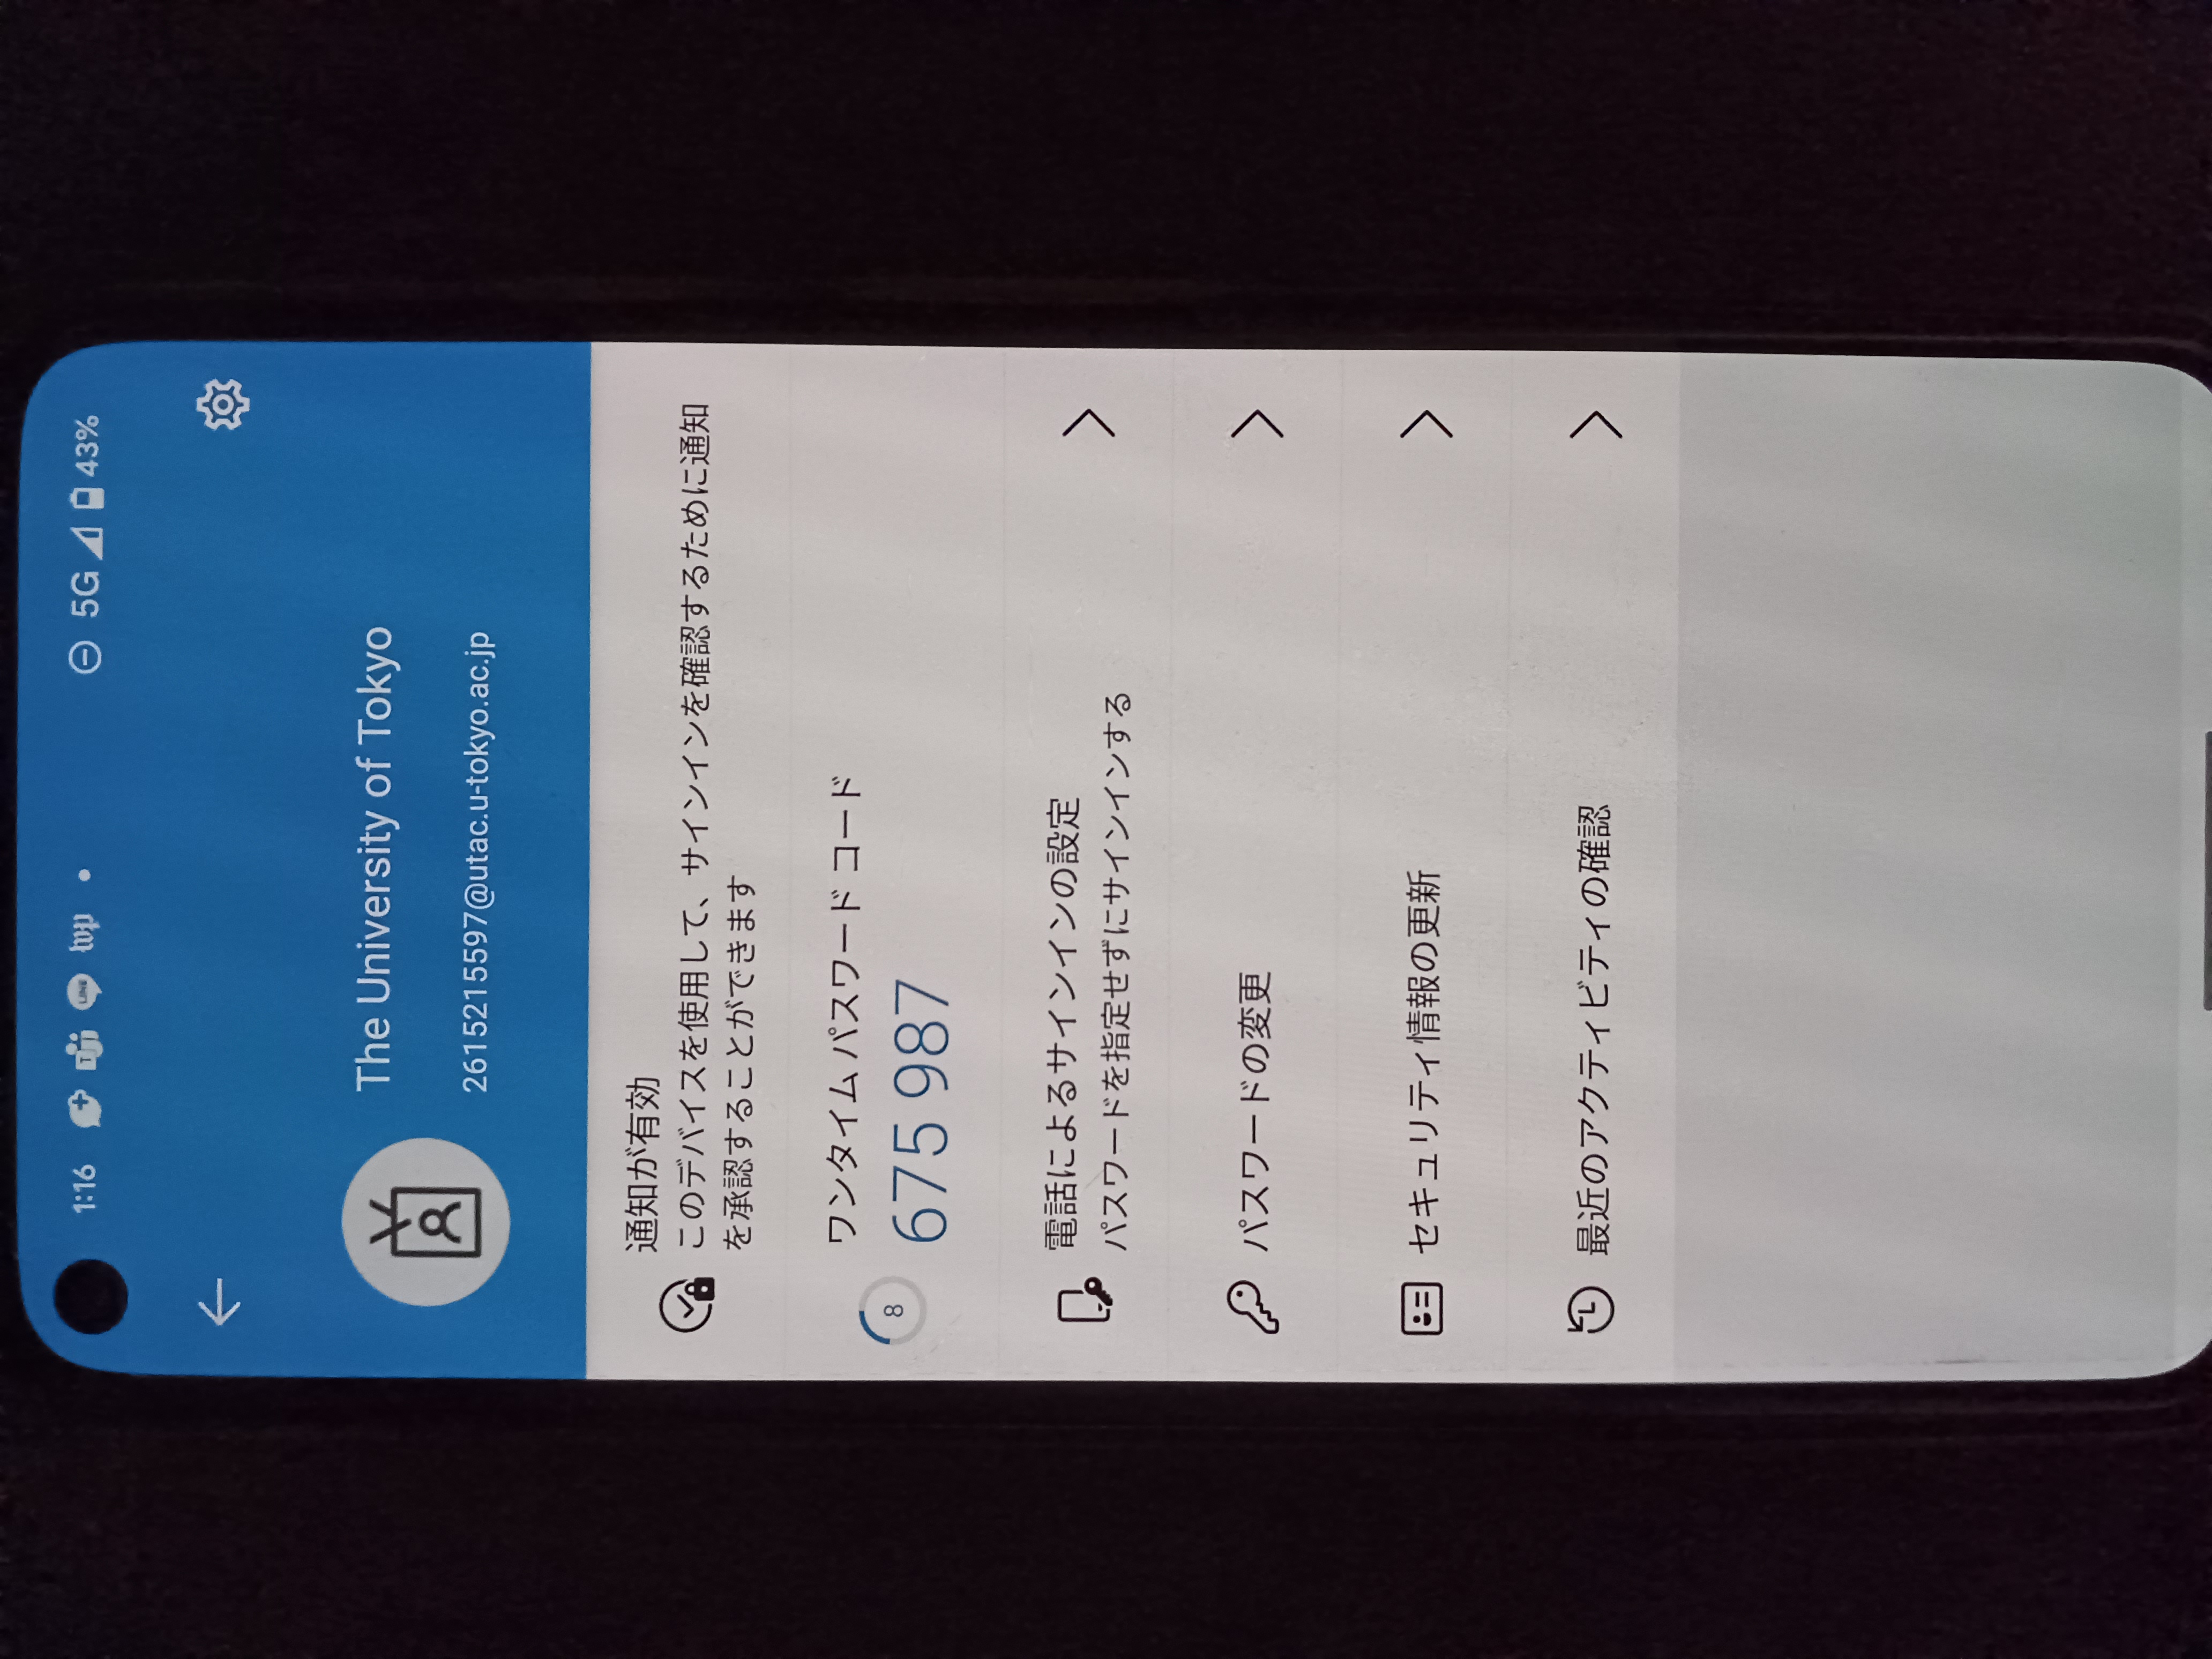 1:16 LINE wp 5G 43%
The University of Tokyo
2615215597@utac.u-tokyo.ac.jp
通知が有効
このデバイスを使用して、サインインを確認するために通知
を承認することができます
ワンタイム パスワード コード
8
675 987
電話によるサインインの設定
パスワードを指定せずにサインインする
パスワードの変更
セキュリティ情報の更新
最近のアクティビティの確認